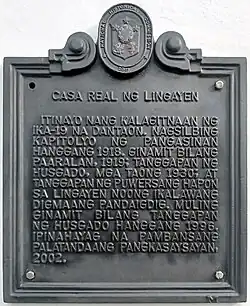 CASA REAL NG LINGAYEN
ITINAYO NANG KALAGITNAAN NG
IKA-19 NA DANTAON. NAGSILBING
KAPITOLYO NG PANGASINAN
HANGGANG 1918. GINAMIT BILANG
PAARALAN, 1919; TANGGAPAN NG
HUSGADO, MGA TAONG 1930; AT
TANGGAPAN NG PUWERSANG HAPON
SA LINGAYEN NOONG IKALAWANG
DIGMAANG PANDAIGDIG. MULING
GINAMIT BILANG TANGGAPAN
NG HUSGADO HANGGANG 1996.
IPINAHAYAG NA PAMBANSANG
PALATANDAANG PANGKASAYSAYAN,
2002.